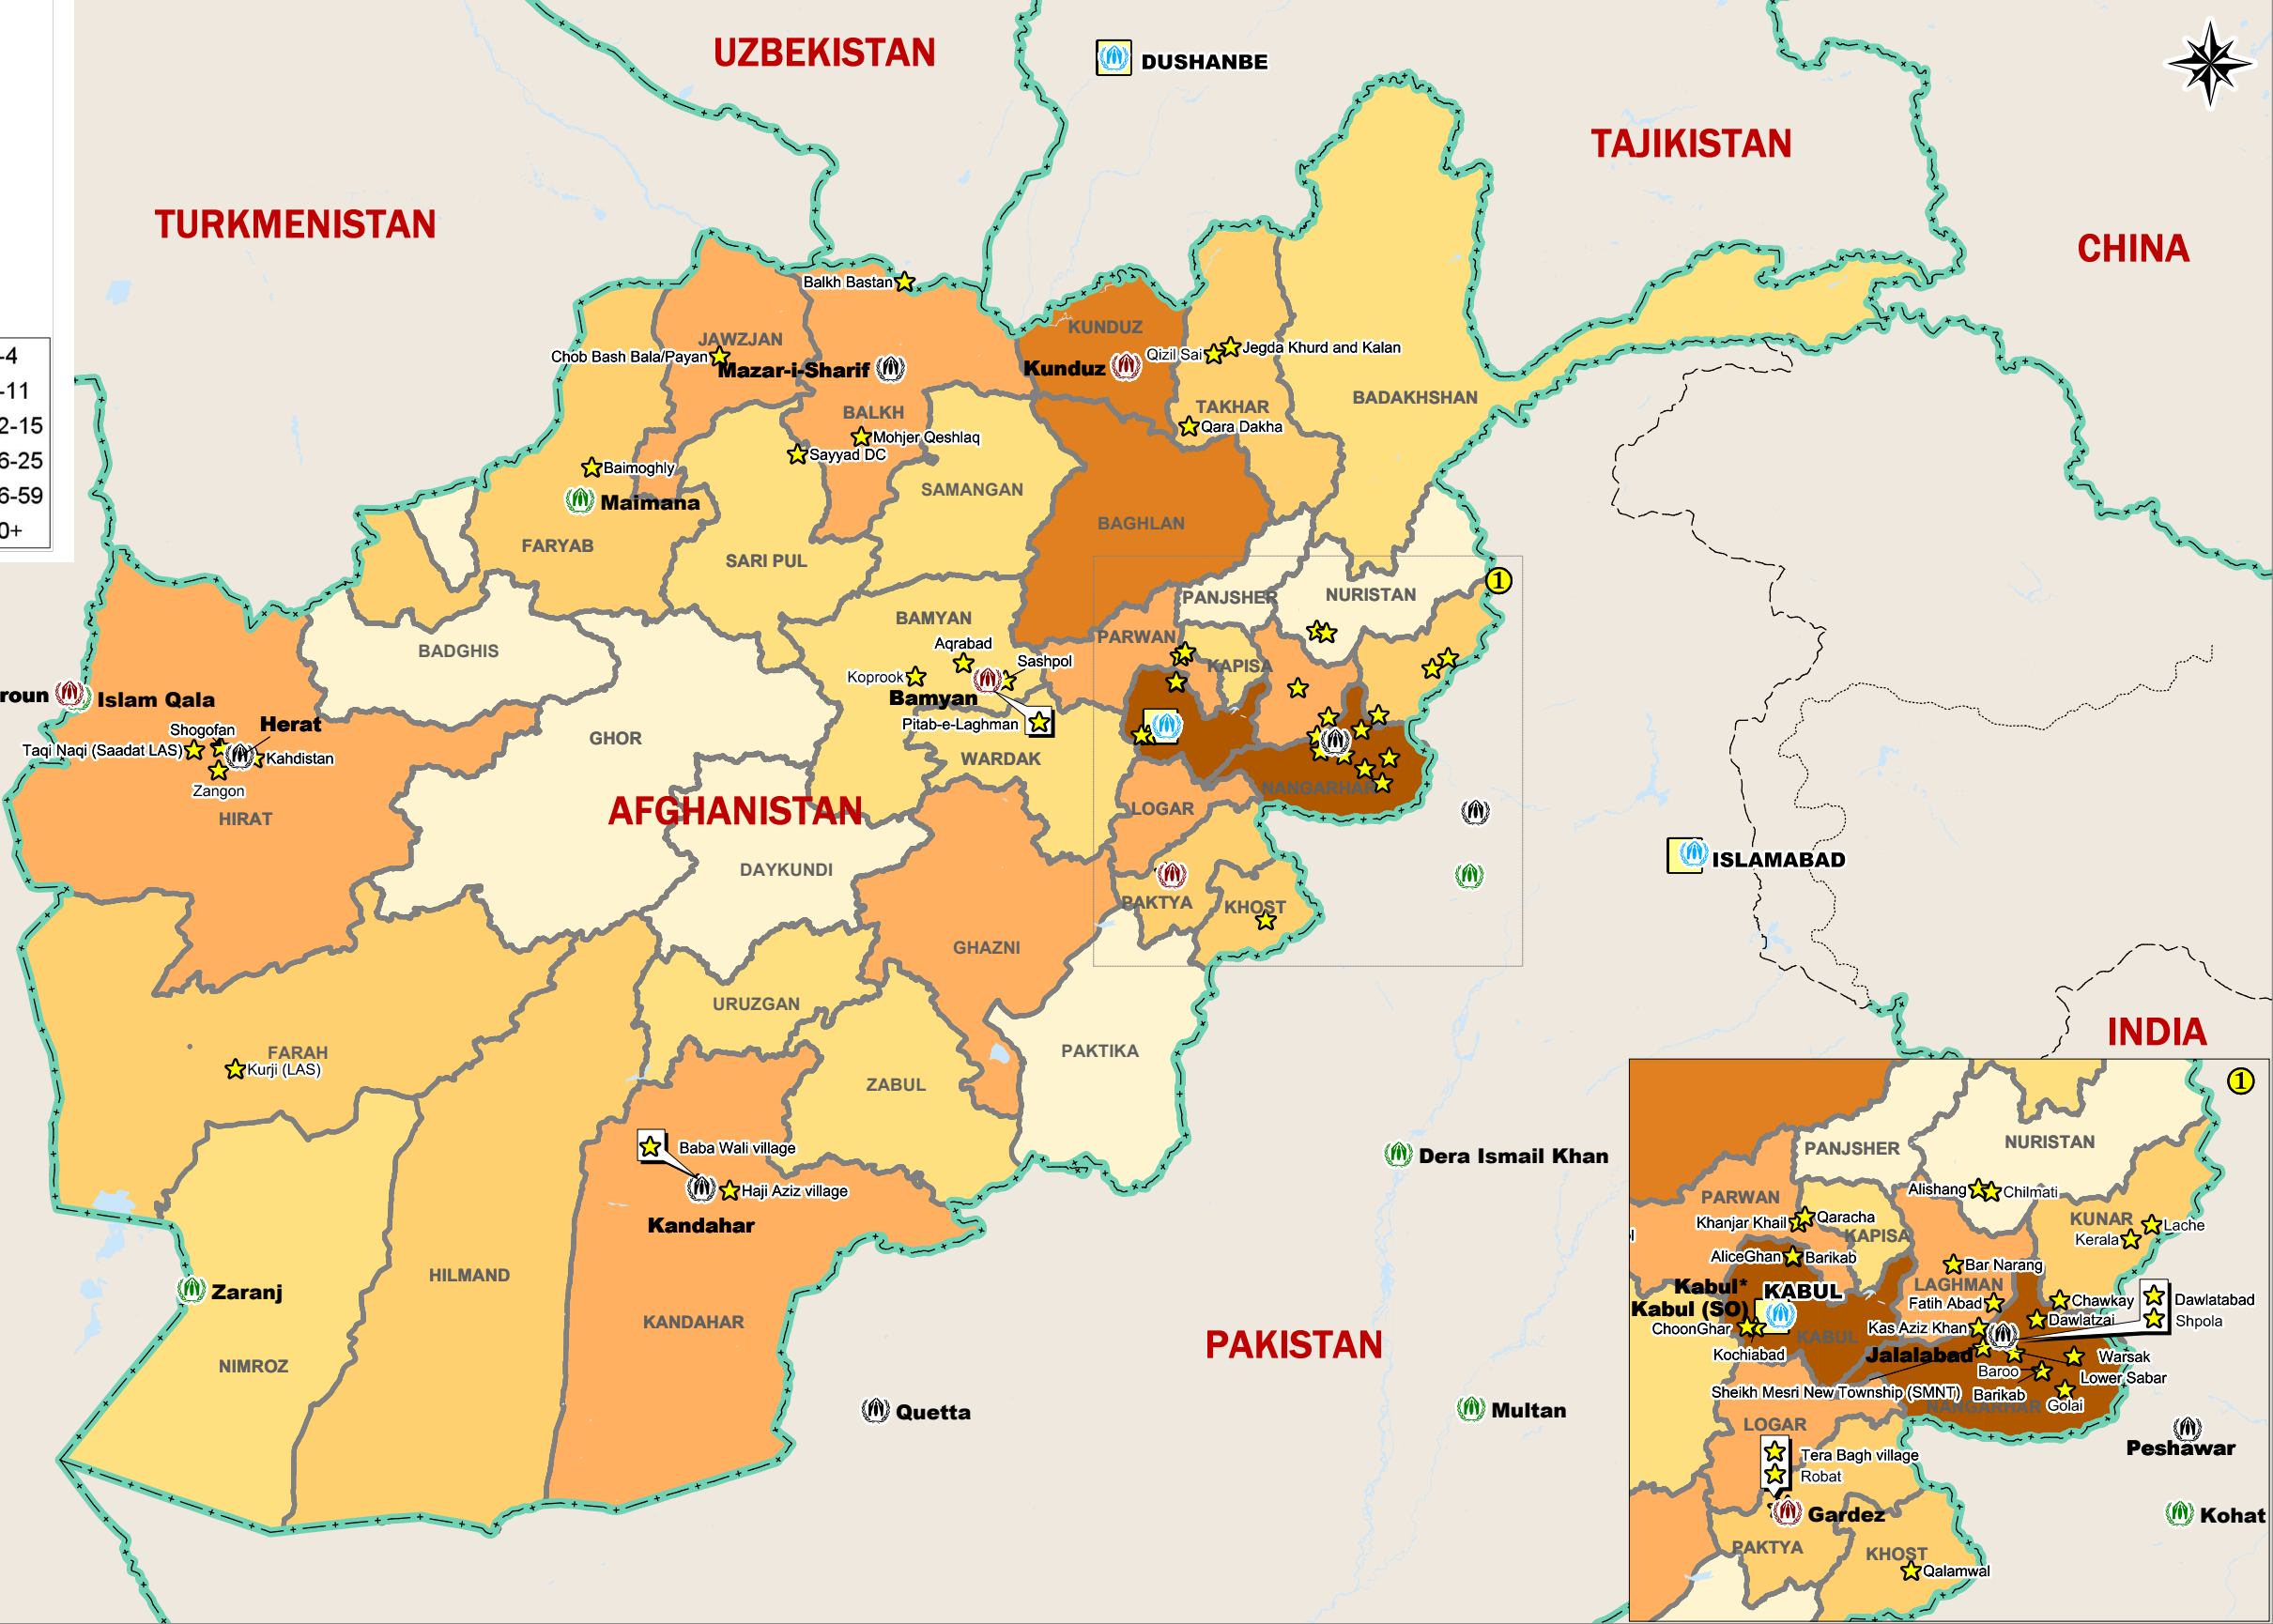 UZBEKISTAN
DUSHANBE
TAJIKISTAN
TURKMENISTAN
CHINA
-4
-11
2-15
6-25
6-59
0+
Balkh Bastan
JAWZJAN
Chob Bash Bala/Payan
Mazar-i-Sharif
KUNDUZ
Kunduz
Qizil Sai
Jegda Khurd and Kalan
BADAKHSHAN
TAKHAR
Qara Dakha
BALKH
Mohjer Qeshlaq
Sayyad DC
Baimoghly
Maimana
SAMANGAN
BAGHLAN
FARYAB
SARI PUL
1
PANJSHER
NURISTAN
BAMYAN
PARWAN
BADGHIS
Aqrabad
Sashpol
KAPISA
Koprook
Bamyan
Pitab-e-Laghman
roun
Islam Qala
Herat
Shogofan
Taqi Naqi (Saadat LAS)
Kahdistan
Zangon
HIRAT
GHOR
WARDAK
NANGARHAR
AFGHANISTAN
LOGAR
DAYKUNDI
ISLAMABAD
PAKTYA
KHOST
GHAZNI
URUZGAN
INDIA
FARAH
Kurji (LAS)
PAKTIKA
ZABUL
Baba Wali village
Haji Aziz village
Kandahar
Dera Ismail Khan
HILMAND
Zaranj
KANDAHAR
NIMROZ
PAKISTAN
Quetta
Multan
1
NURISTAN
PANJSHER
PARWAN
Alishang
Chilmati
Khanjar Khail
Qaracha
KAPISA
KUNAR
Lache
Kerala
AliceGhan
Barikab
Bar Narang
LAGHMAN
Kabul*
KABUL
Kabul (SO)
Fatih Abad
Chawkay
Dawlatabad
Shpola
Dawlatzai
ChoonGhar
KABUL
Kas Aziz Khan
Kochiabad
Jalalabad
Warsak
Baroo
Lower Sabar
Sheikh Mesri New Township (SMNT)
Barikab
Golai
NANGARHAR
LOGAR
Peshawar
Tera Bagh village
Robat
Gardez
Kohat
PAKTYA
KHOST
Qalamwal